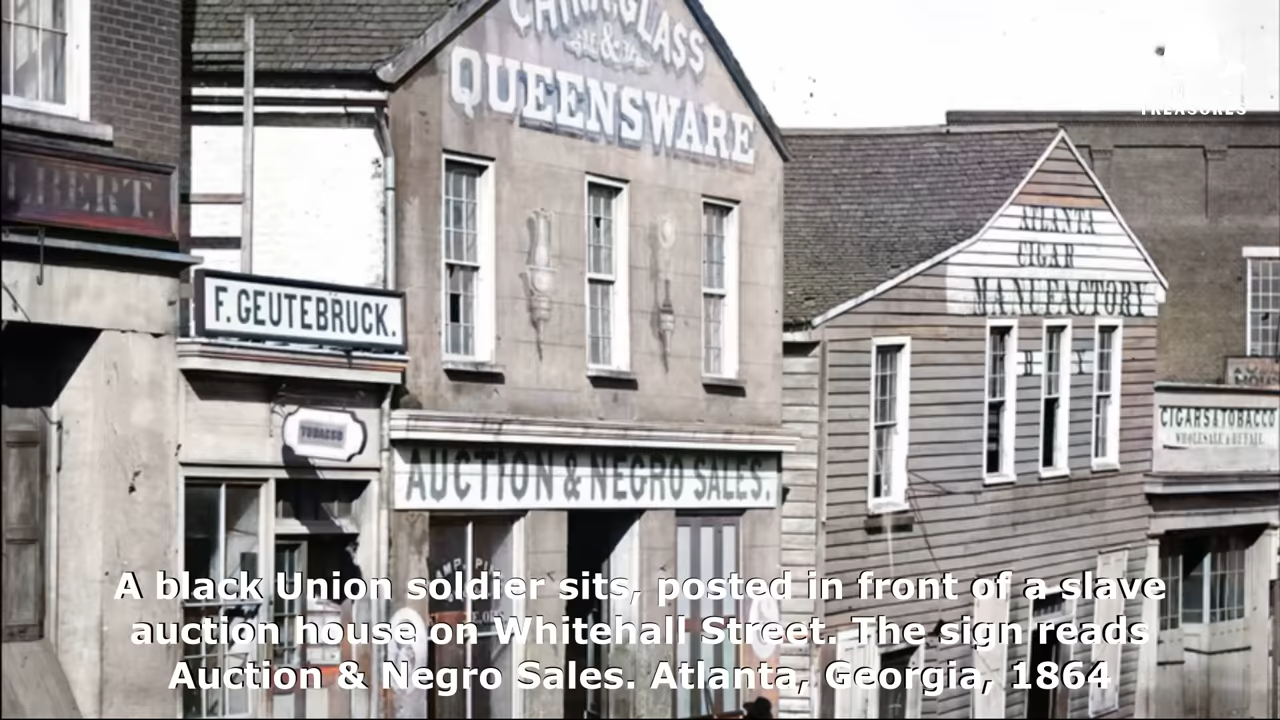 CHINA, GLASS
&
QUEENSWARE
TREASURES
F. GEUTEBRUCK.
ATLANTA
CIGAR
MANUFACTORY
BY
TOBACCO
AUCTION & NEGRO SALES.
CIGARS & TOBACCO
WHOLESALE & RETAIL
A black Union soldier sits, posted in front of a slave
auction house on Whitehall Street. The sign reads
Auction & Negro Sales. Atlanta, Georgia, 1864